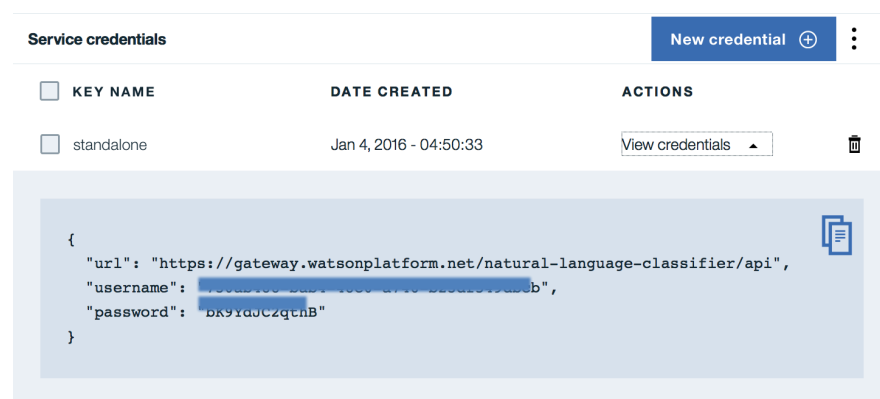 Service credentials
New credential
KEY NAME DATE CREATED ACTIONS
standalone Jan 4, 2016 - 04:50:33 View credentials
{
"url": "https://gateway.watsonplatform.net/natural-language-classifier/api",
"username":
"password":
}